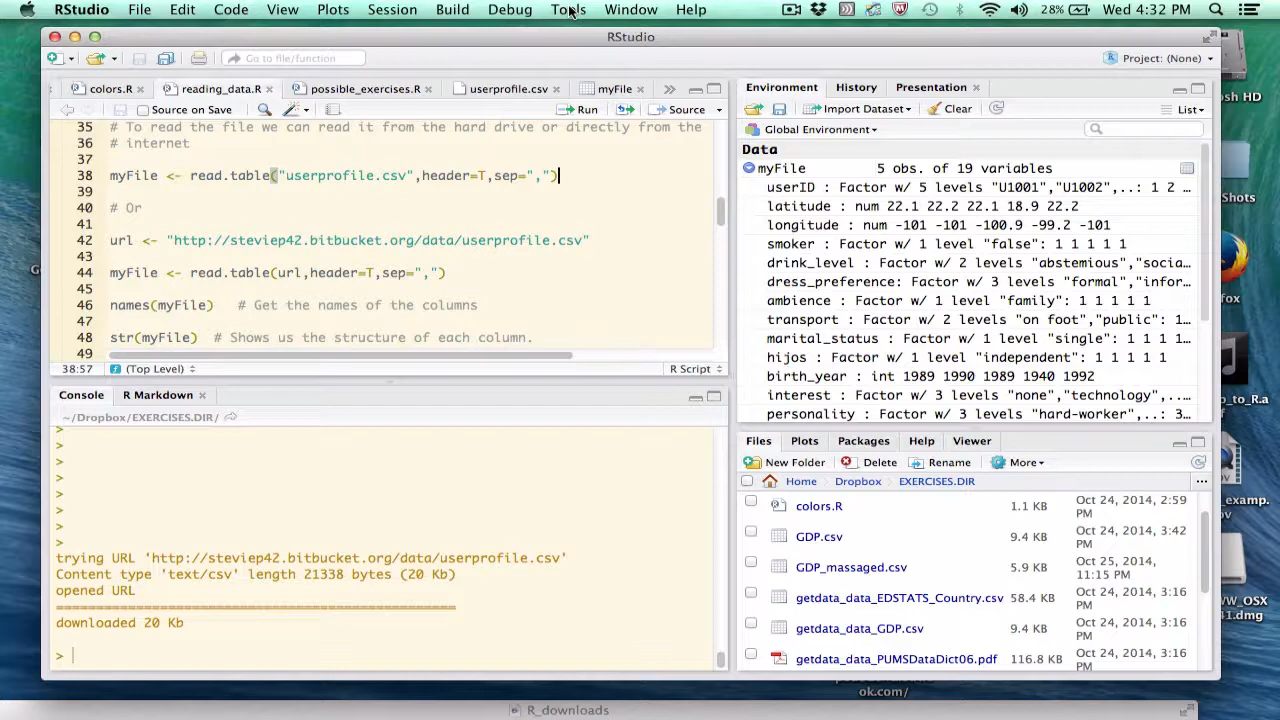 RStudio File Edit Code View Plots Session Build Debug Tools Window Help 28% Wed 4:32 PM
RStudio
Go to file/function Project: (None)
colors.R reading_data.R possible_exercises.R userprofile.csv myFile
Source on Save Run Source
35 # To read the file we can read it from the hard drive or directly from the
36 # internet
37
38 myFile <- read.table("userprofile.csv",header=T,sep=",")
39
40 # Or
41
42 url <- "http://steviep42.bitbucket.org/data/userprofile.csv"
43
44 myFile <- read.table(url,header=T,sep=",")
45
46 names(myFile) # Get the names of the columns
47
48 str(myFile) # Shows us the structure of each column.
49
38:57 (Top Level) R Script
Console R Markdown
~/Dropbox/EXERCISES.DIR/
>
>
>
>
>
>
>
>
trying URL 'http://steviep42.bitbucket.org/data/userprofile.csv'
Content type 'text/csv' length 21338 bytes (20 Kb)
opened URL
==================================================
downloaded 20 Kb
>
Environment History Presentation
Import Dataset Clear List
Global Environment
Data
myFile 5 obs. of 19 variables
userID : Factor w/ 5 levels "U1001","U1002",..: 1 2 ...
latitude : num 22.1 22.2 22.1 18.9 22.2
longitude : num -101 -101 -100.9 -99.2 -101
smoker : Factor w/ 1 level "false": 1 1 1 1 1
drink_level : Factor w/ 2 levels "abstemious","socia...
dress_preference: Factor w/ 3 levels "formal","infor...
ambience : Factor w/ 1 level "family": 1 1 1 1 1
transport : Factor w/ 2 levels "on foot","public": 1...
marital_status : Factor w/ 1 level "single": 1 1 1 1...
hijos : Factor w/ 1 level "independent": 1 1 1 1 1
birth_year : int 1989 1990 1989 1940 1992
interest : Factor w/ 3 levels "none","technology",...
personality : Factor w/ 3 levels "hard-worker",..: 3...
Files Plots Packages Help Viewer
New Folder Delete Rename More
Home Dropbox EXERCISES.DIR ...
colors.R 1.1 KB Oct 24, 2014, 2:59 PM
GDP.csv 9.4 KB Oct 24, 2014, 3:42 PM
GDP_massaged.csv 5.9 KB Oct 25, 2014, 11:15 PM
getdata_data_EDSTATS_Country.csv 58.4 KB Oct 24, 2014, 3:16 PM
getdata_data_GDP.csv 9.4 KB Oct 24, 2014, 3:16 PM
getdata_data_PUMSDataDict06.pdf 116.8 KB Oct 24, 2014, 3:16 PM
osh HD
Shots
fox
o_to_R.a
_examp.
ov
WW_OSX
41.dmg
ok.com/
R_downloads